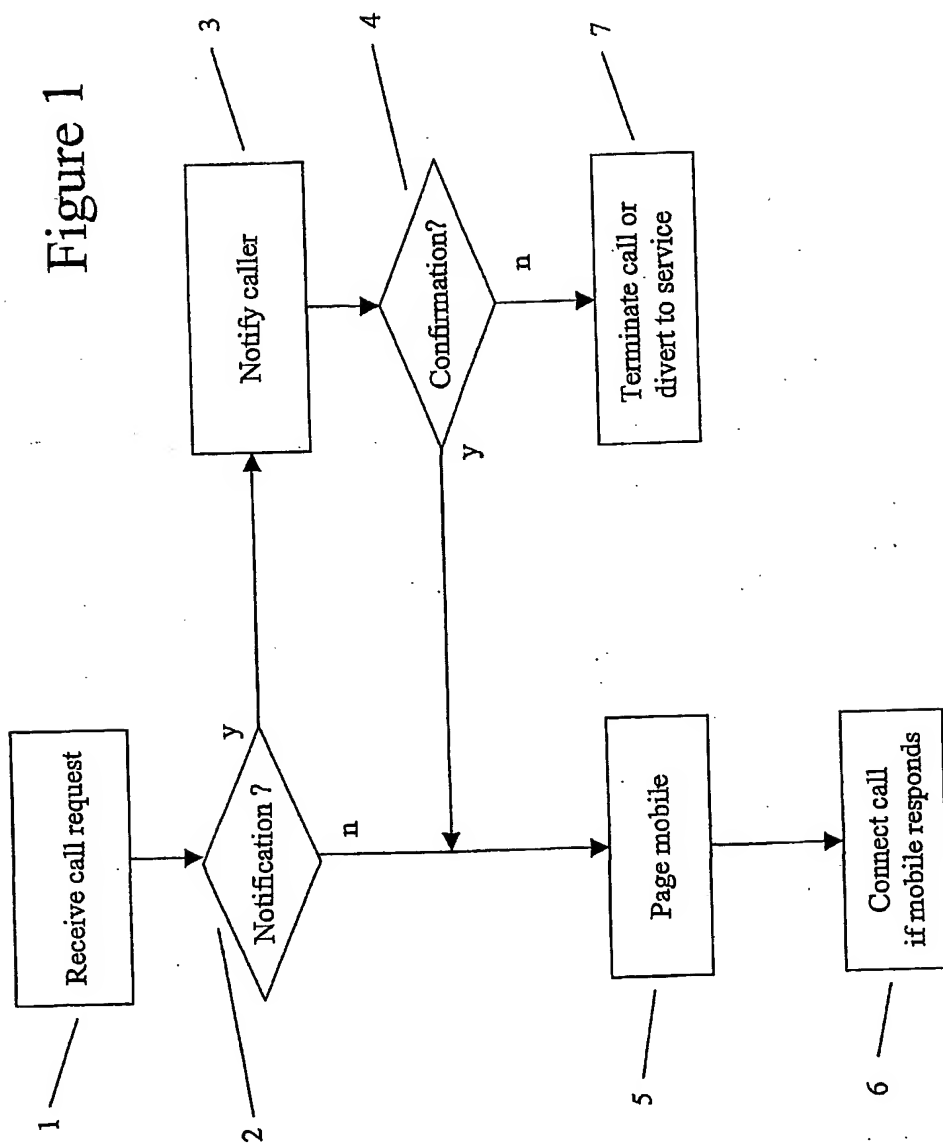 Figure 1
1
Receive call request
2
Notification ?
y
n
3
Notify caller
4
Confirmation?
y
n
5
Page mobile
6
Connect call
if mobile responds
7
Terminate call or
divert to service